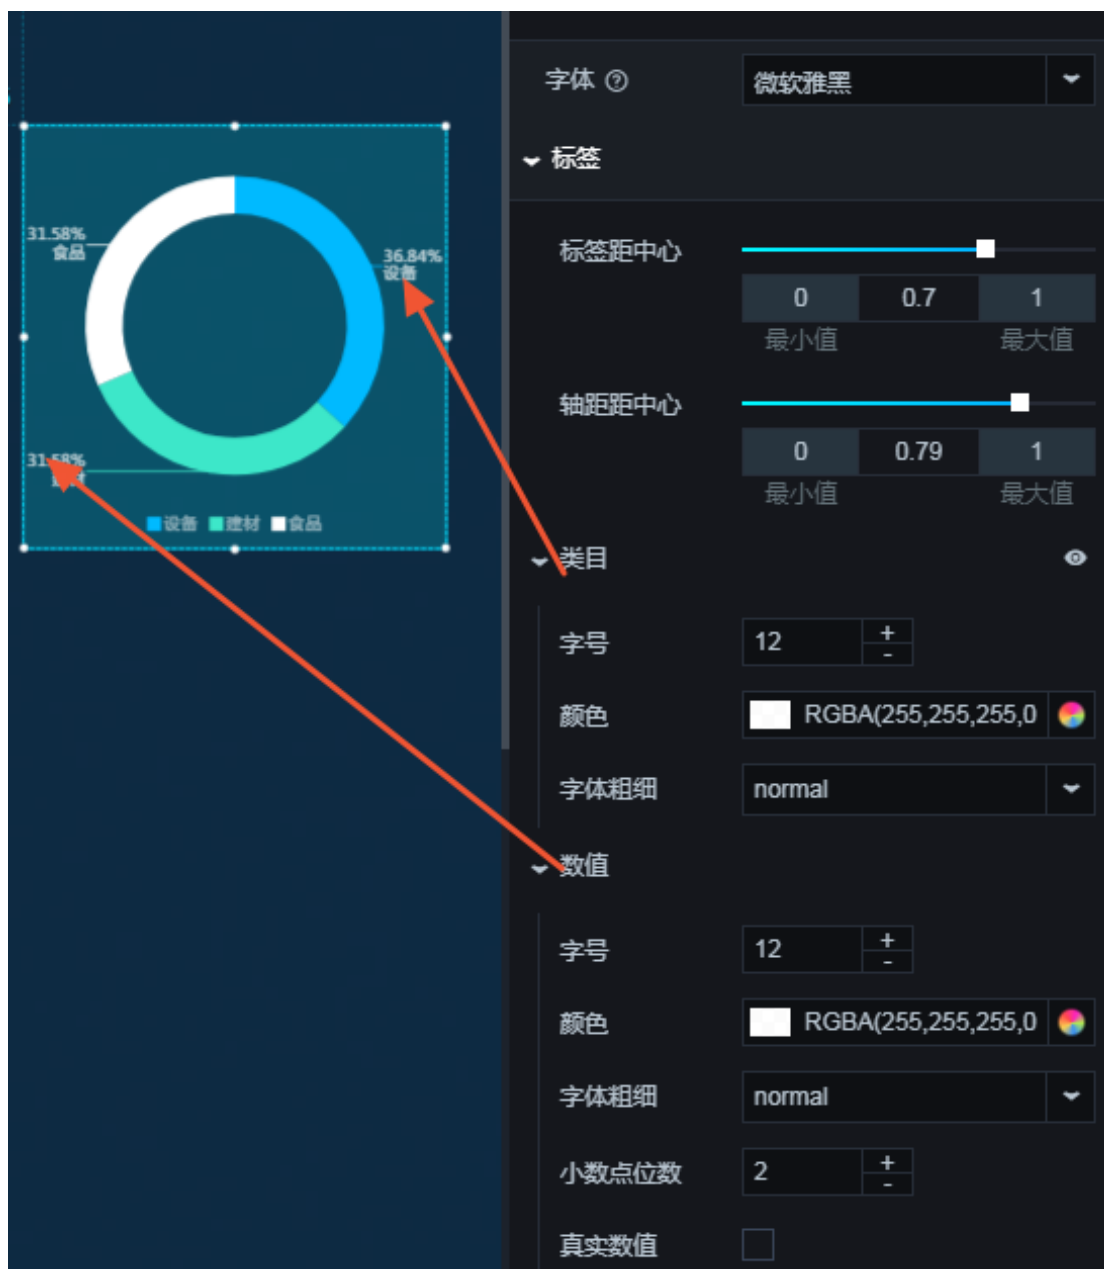 31.58%
食品
36.84%
设备
31.58%
建材
设备 建材 食品
字体
微软雅黑
标签
标签距中心
0 0.7 1
最小值 最大值
轴距距中心
0 0.79 1
最小值 最大值
类目
字号 12 + -
颜色 RGBA(255,255,255,0
字体粗细 normal
数值
字号 12 + -
颜色 RGBA(255,255,255,0
字体粗细 normal
小数点位数 2 + -
真实数值